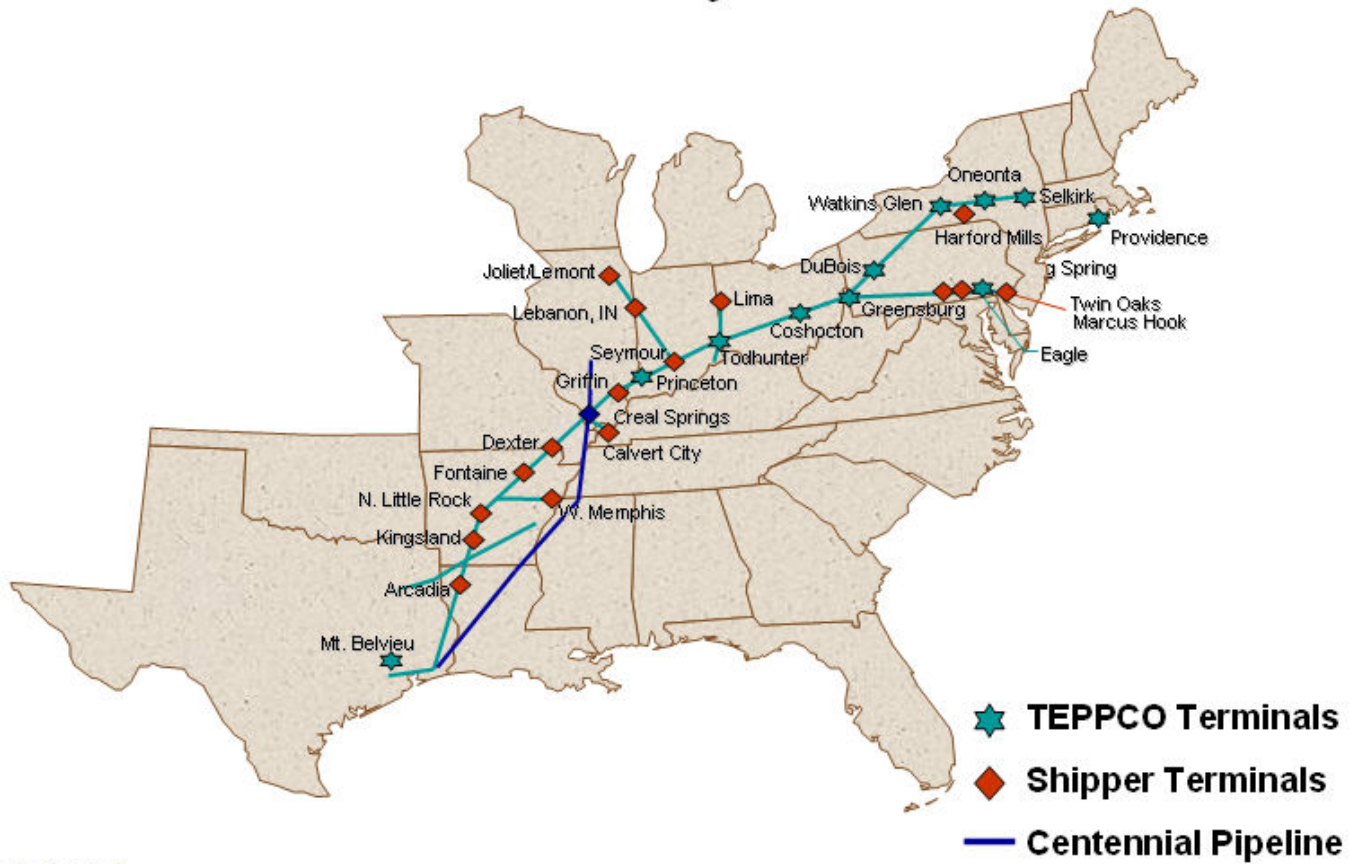 Oneonta
Watkins Glen
Selkirk
Harford Mills
Providence
DuBois
g Spring
Joliet/Lemont
Lima
Lebanon, IN
Greensburg
Twin Oaks
Marcus Hook
Coshocton
Seymour
Todhunter
Eagle
Griffin
Princeton
Creal Springs
Dexter
Calvert City
Fontaine
N. Little Rock
W. Memphis
Kingsland
Arcadia
Mt. Belvieu
TEPPCO Terminals
Shipper Terminals
Centennial Pipeline